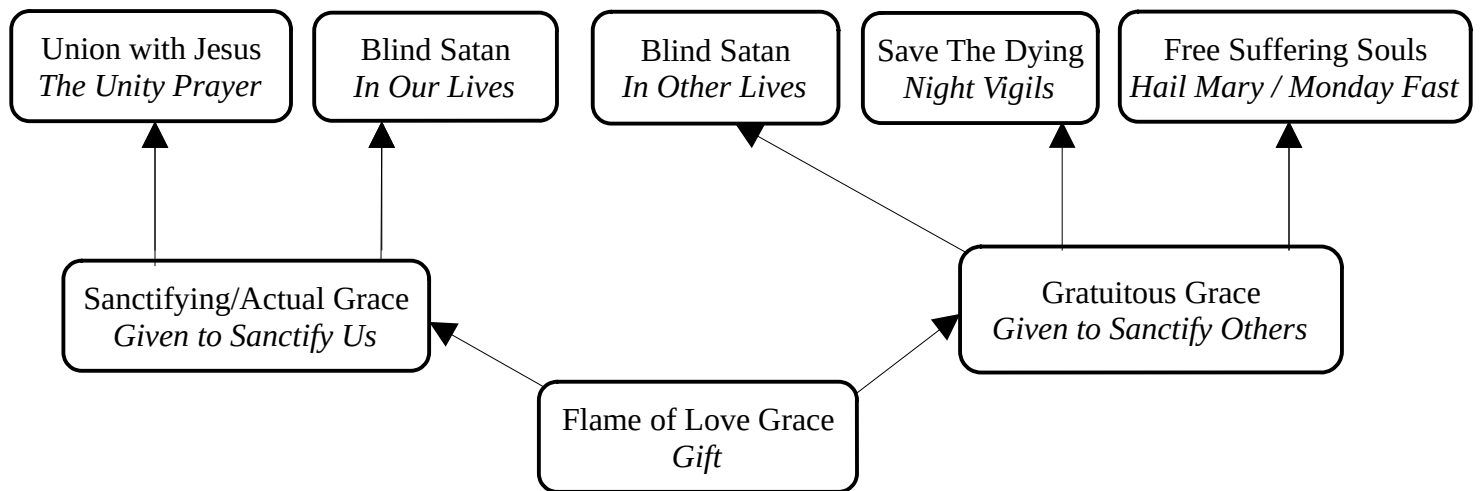 Union with Jesus
The Unity Prayer
Blind Satan
In Our Lives
Blind Satan
In Other Lives
Save The Dying
Night Vigils
Free Suffering Souls
Hail Mary / Monday Fast
Sanctifying/Actual Grace
Given to Sanctify Us
Gratuitous Grace
Given to Sanctify Others
Flame of Love Grace
Gift